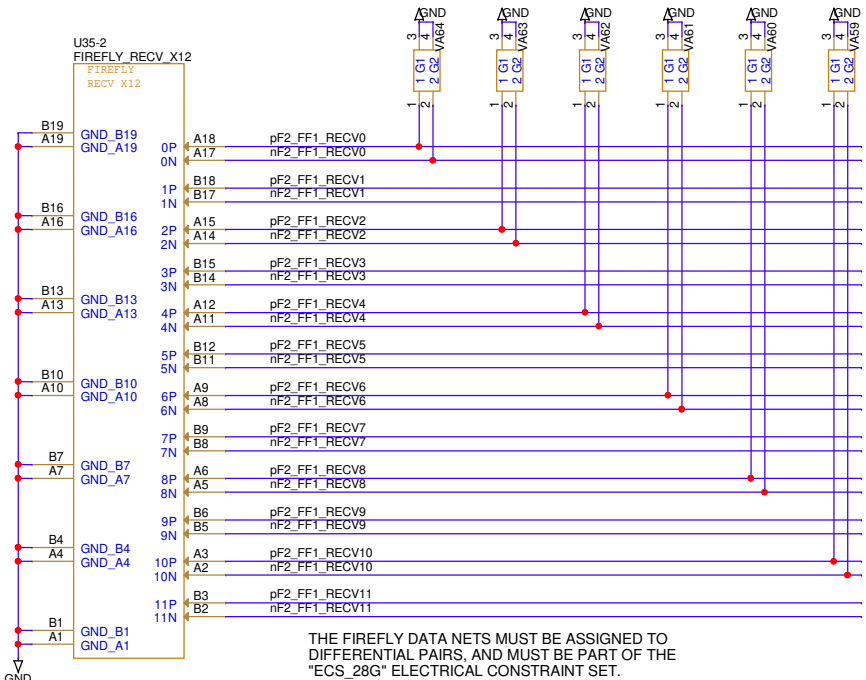 GND GND GND GND GND GND
3 4 VA64 3 4 VA63 3 4 VA62 3 4 VA61 3 4 VA60 3 4 VA59
1 G1 2 G2 1 G1 2 G2 1 G1 2 G2 1 G1 2 G2 1 G1 2 G2 1 G1 2 G2
1 2 1 2 1 2 1 2 1 2 1 2
U35-2
FIREFLY_RECV_X12
FIREFLY
RECV X12
B19 GND_B19
A19 GND_A19 0P A18 pF2_FF1_RECV0
0N A17 nF2_FF1_RECV0
1P B18 pF2_FF1_RECV1
1N B17 nF2_FF1_RECV1
B16 GND_B16
A16 GND_A16 2P A15 pF2_FF1_RECV2
2N A14 nF2_FF1_RECV2
3P B15 pF2_FF1_RECV3
3N B14 nF2_FF1_RECV3
B13 GND_B13
A13 GND_A13 4P A12 pF2_FF1_RECV4
4N A11 nF2_FF1_RECV4
5P B12 pF2_FF1_RECV5
5N B11 nF2_FF1_RECV5
B10 GND_B10
A10 GND_A10 6P A9 pF2_FF1_RECV6
6N A8 nF2_FF1_RECV6
7P B9 pF2_FF1_RECV7
7N B8 nF2_FF1_RECV7
B7 GND_B7
A7 GND_A7 8P A6 pF2_FF1_RECV8
8N A5 nF2_FF1_RECV8
9P B6 pF2_FF1_RECV9
9N B5 nF2_FF1_RECV9
B4 GND_B4
A4 GND_A4 10P A3 pF2_FF1_RECV10
10N A2 nF2_FF1_RECV10
11P B3 pF2_FF1_RECV11
11N B2 nF2_FF1_RECV11
B1 GND_B1
A1 GND_A1
GND
THE FIREFLY DATA NETS MUST BE ASSIGNED TO
DIFFERENTIAL PAIRS, AND MUST BE PART OF THE
"ECS_28G" ELECTRICAL CONSTRAINT SET.